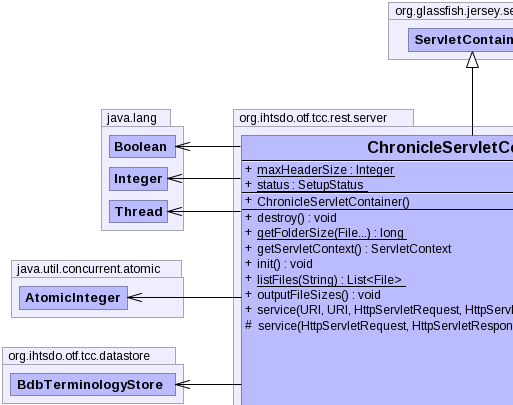 org.glassfish.jersey.se
ServletContain
java.lang
Boolean
Integer
Thread
java.util.concurrent.atomic
AtomicInteger
org.ihtsdo.otf.tcc.datastore
BdbTerminologyStore
org.ihtsdo.otf.tcc.rest.server
ChronicleServletCo
+ maxHeaderSize : Integer
+ status : SetupStatus
+ ChronicleServletContainer()
+ destroy() : void
+ getFolderSize(File...) : long
+ getServletContext() : ServletContext
+ init() : void
+ listFiles(String) : List<File>
+ outputFileSizes() : void
+ service(URI, URI, HttpServletRequest, HttpServl
# service(HttpServletRequest, HttpServletRespon